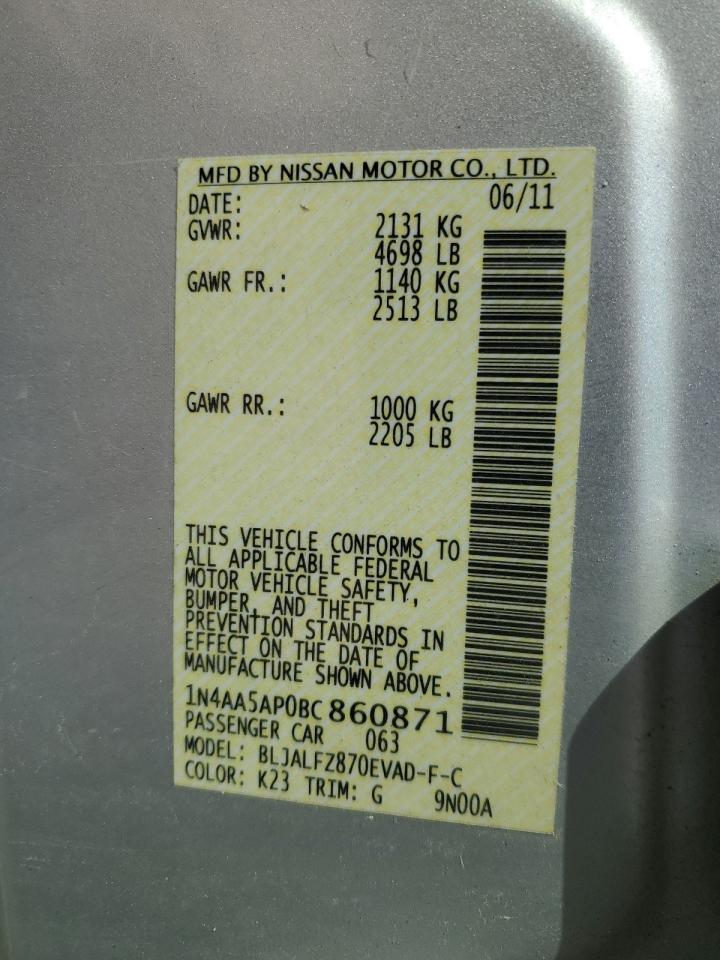 MFD BY NISSAN MOTOR CO., LTD.
DATE: 06/11
GVWR: 2131 KG
4698 LB
GAWR FR.: 1140 KG
2513 LB
GAWR RR.: 1000 KG
2205 LB
THIS VEHICLE CONFORMS TO
ALL APPLICABLE FEDERAL
MOTOR VEHICLE SAFETY,
BUMPER, AND THEFT
PREVENTION STANDARDS IN
EFFECT ON THE DATE OF
MANUFACTURE SHOWN ABOVE.
1N4AA5AP0BC860871
PASSENGER CAR 063
MODEL: BLJALFZ870EVAD-F-C
COLOR: K23 TRIM: G 9N00A